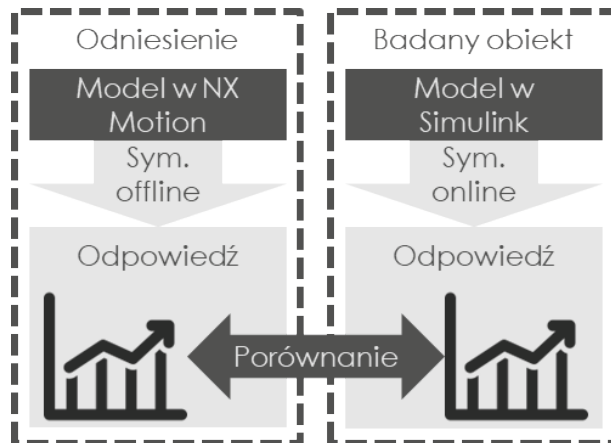 Odniesienie
Model w NX
Motion
Sym.
offline
Odpowiedź
Badany obiekt
Model w
Simulink
Sym.
online
Odpowiedź
Porównanie